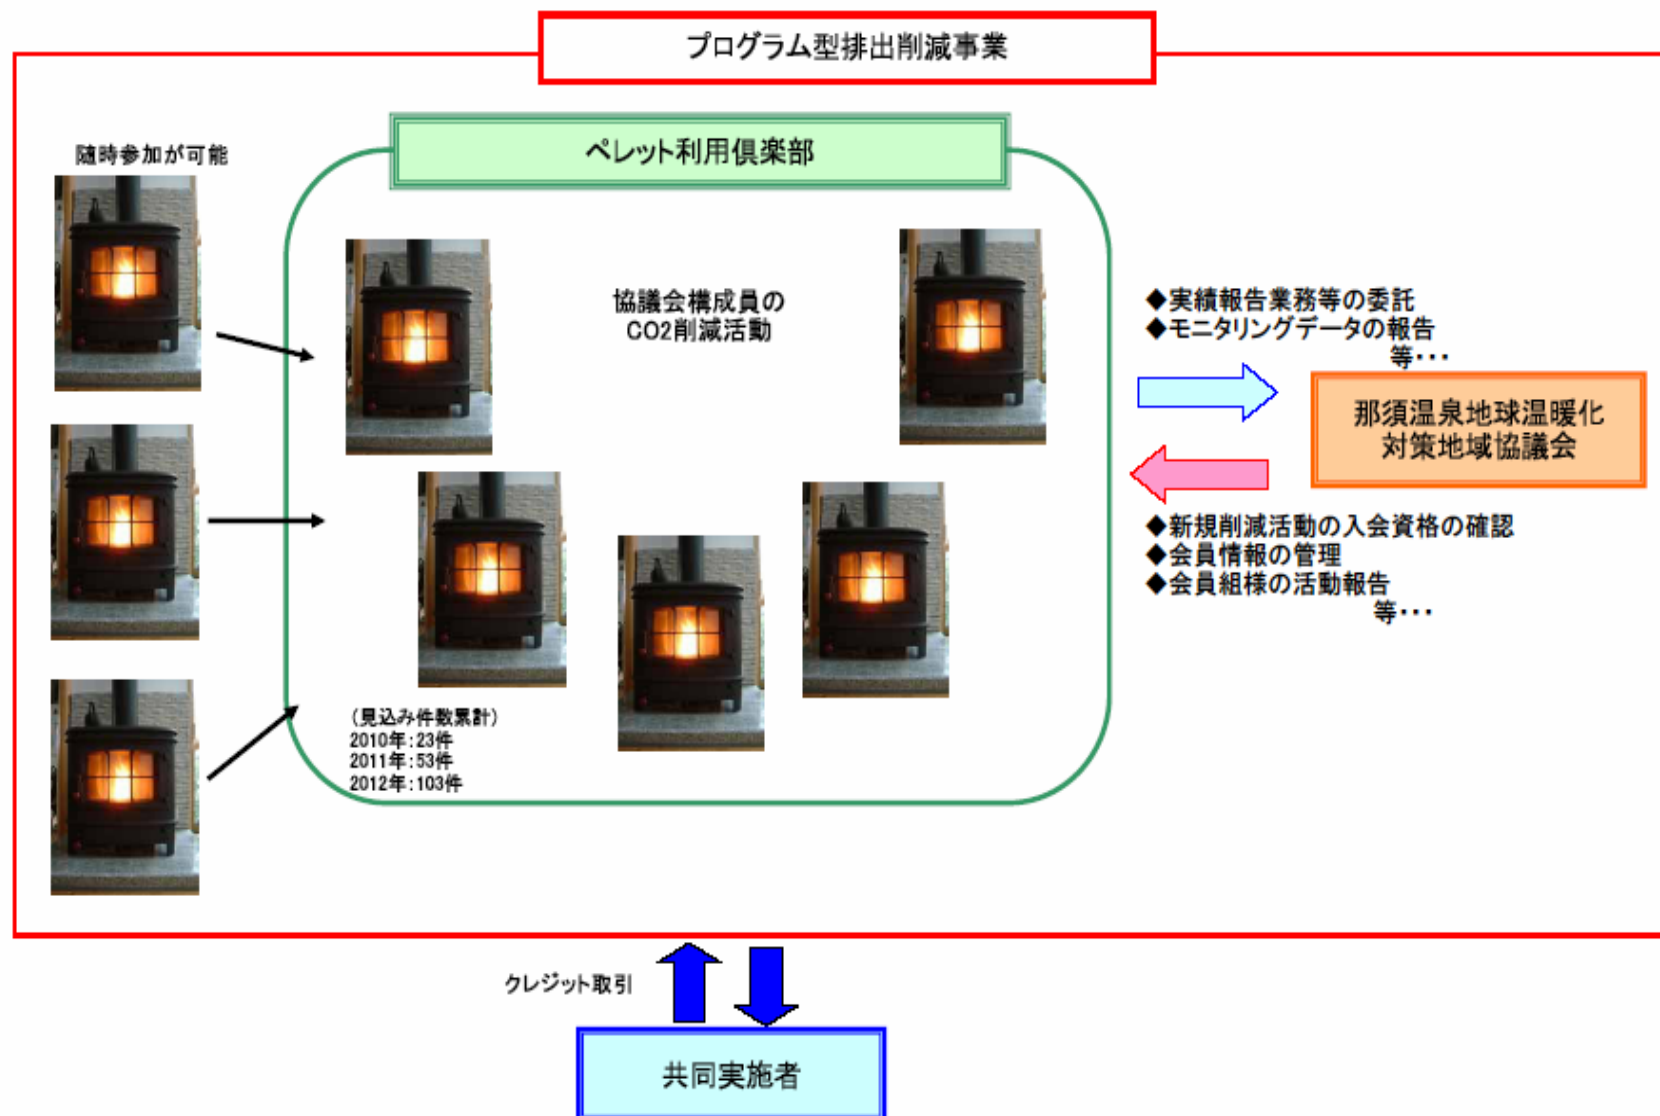 プログラム型排出削減事業
随時参加が可能
ペレット利用倶楽部
協議会構成員の
CO2削減活動
◆実績報告業務等の委託
◆モニタリングデータの報告
等・・・
那須温泉地球温暖化
対策地域協議会
◆新規削減活動の入会資格の確認
◆会員情報の管理
◆会員組様の活動報告
等・・・
（見込み件数累計）
2010年：23件
2011年：53件
2012年：103件
クレジット取引
共同実施者